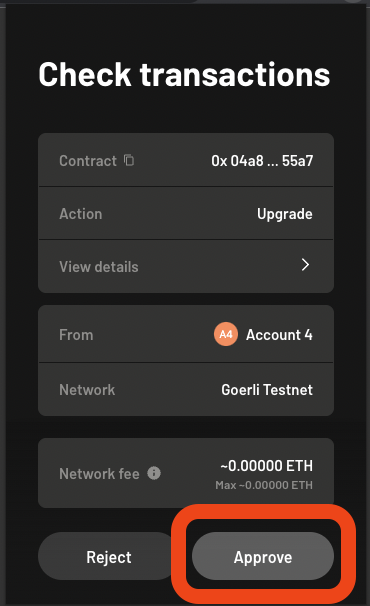 Check transactions
Contract 0x 04a8 ... 55a7
Action Upgrade
View details
From A4 Account 4
Network Goerli Testnet
Network fee ~0.00000 ETH
Max ~0.00000 ETH
Reject Approve